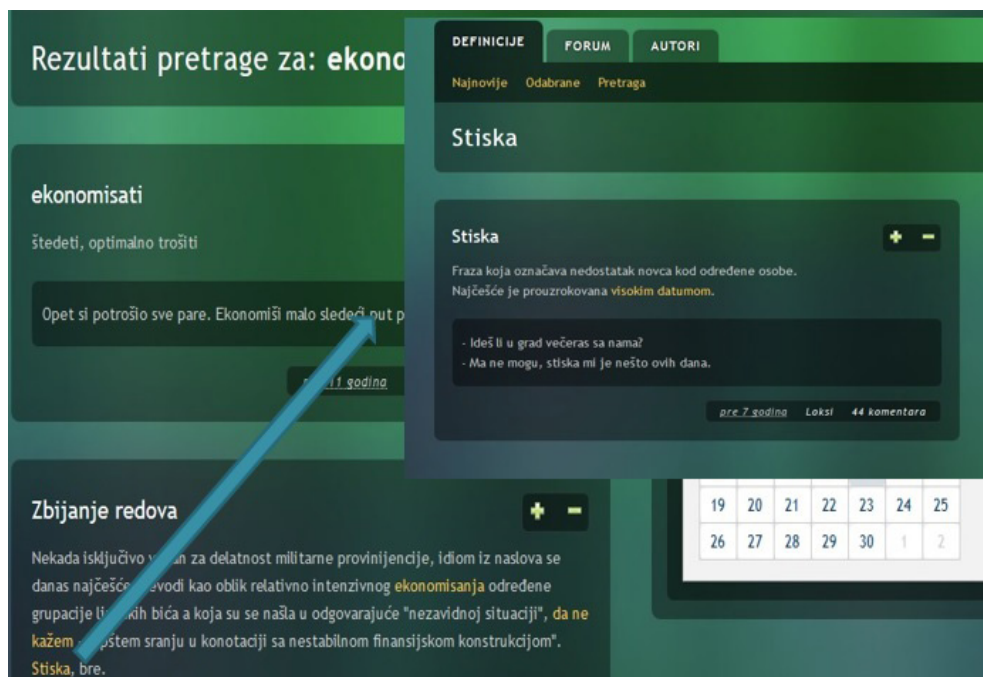 Rezultati pretrage za: ekono
ekonomisati
štedeti, optimalno trošiti
Opet si potrošio sve pare. Ekonomiši malo sledeći put p
godina
DEFINICIJE FORUM AUTORI
Najnovije Odabrane Pretraga
Stiska
Stiska
Fraza koja označava nedostatak novca kod određene osobe.
Najčešće je prouzrokovana visokim datumom.
- Ideš li u grad večeras sa nama?
- Ma ne mogu, stiska mi je nešto ovih dana.
pre 7 godina Loksi 44 komentara
Zbijanje redova
Nekada isključivo za delatnost militarne provinijencije, idiom iz naslova se
danas najčešće kao oblik relativno intenzivnog ekonomisanja određene
grupacije bića a koja su se našla u odgovarajuće "nezavidnoj situaciji", da ne
kažem - sranju u konotaciji sa nestabilnom finansijskom konstrukcijom".
Stiska, bre.
19 20 21 22 23 24 25
26 27 28 29 30 1 2